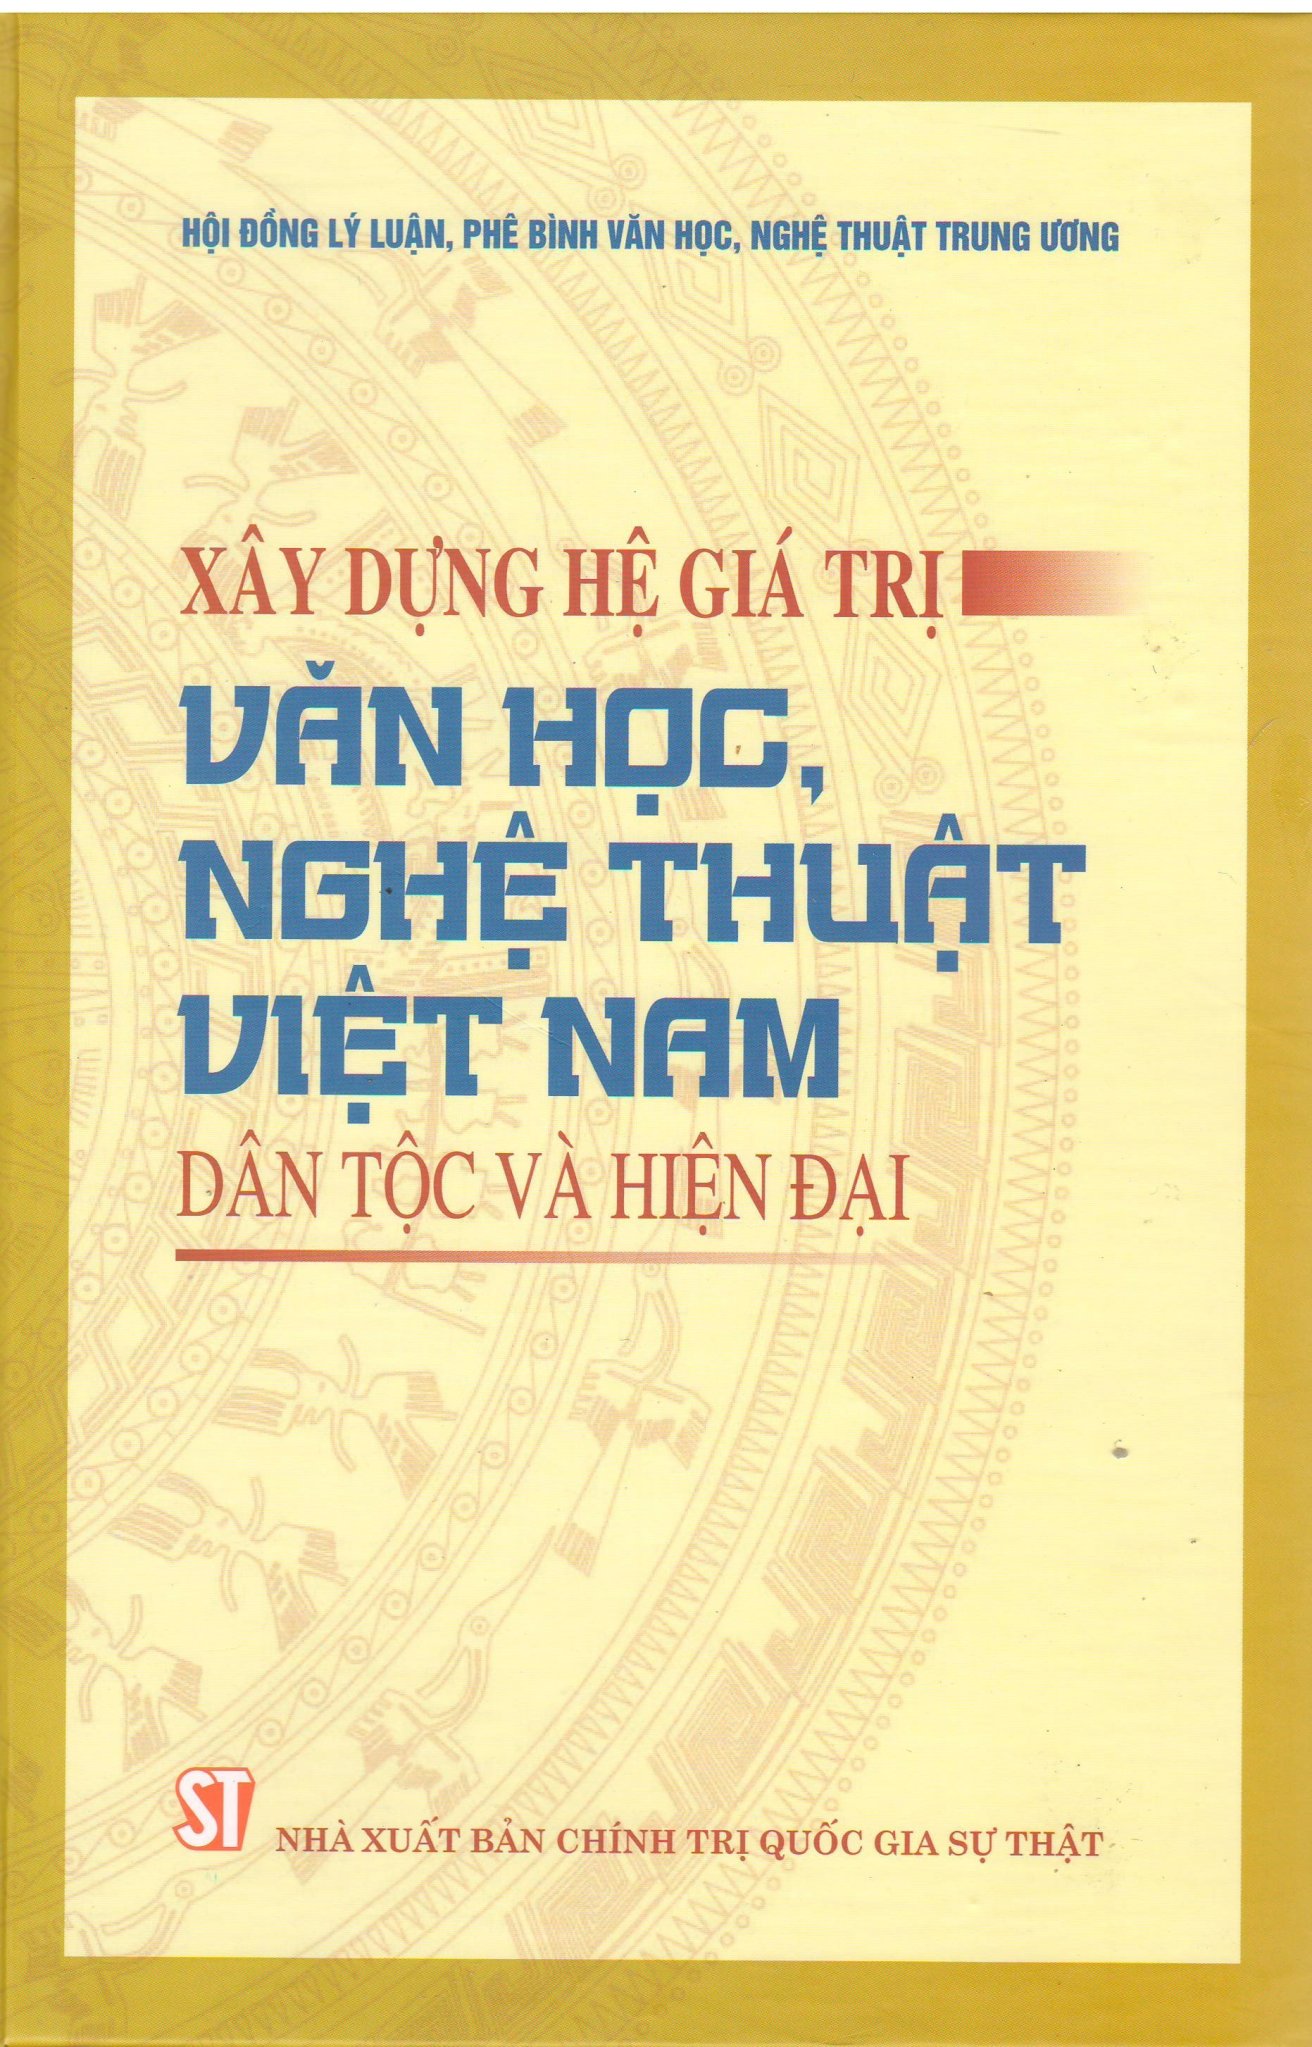 HỘI ĐỒNG LÝ LUẬN, PHÊ BÌNH VĂN HỌC, NGHỆ THUẬT TRUNG ƯƠNG
XÂY DỰNG HỆ GIÁ TRỊ
VĂN HỌC,
NGHỆ THUẬT
VIỆT NAM
DÂN TỘC VÀ HIỆN ĐẠI
ST
NHÀ XUẤT BẢN CHÍNH TRỊ QUỐC GIA SỰ THẬT